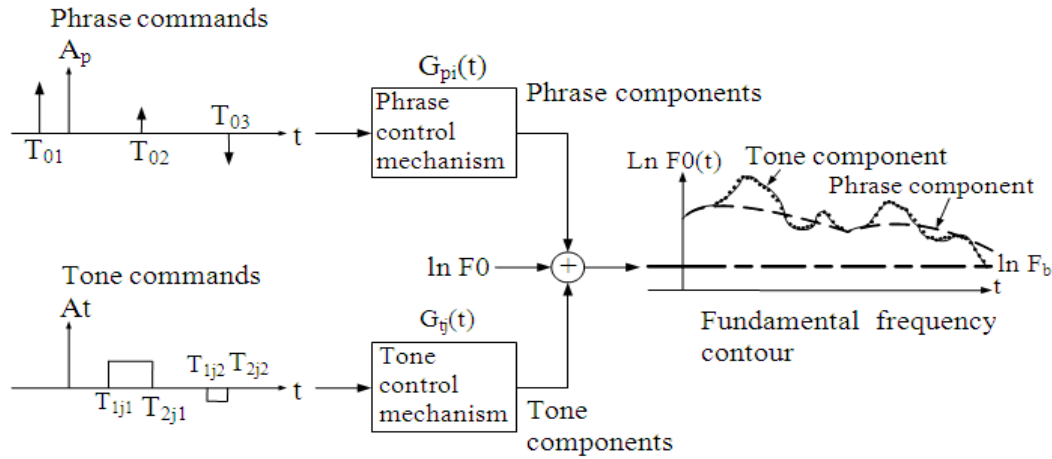 Phrase commands
Ap
T01
T02
T03
t
Gpi(t)
Phrase
control
mechanism
Phrase components
ln F0
+
Tone commands
At
T1j1
T2j1
T1j2 T2j2
t
Gtj(t)
Tone
control
mechanism
Tone
components
Ln F0(t)
Tone component
Phrase component
ln Fb
t
Fundamental frequency
contour